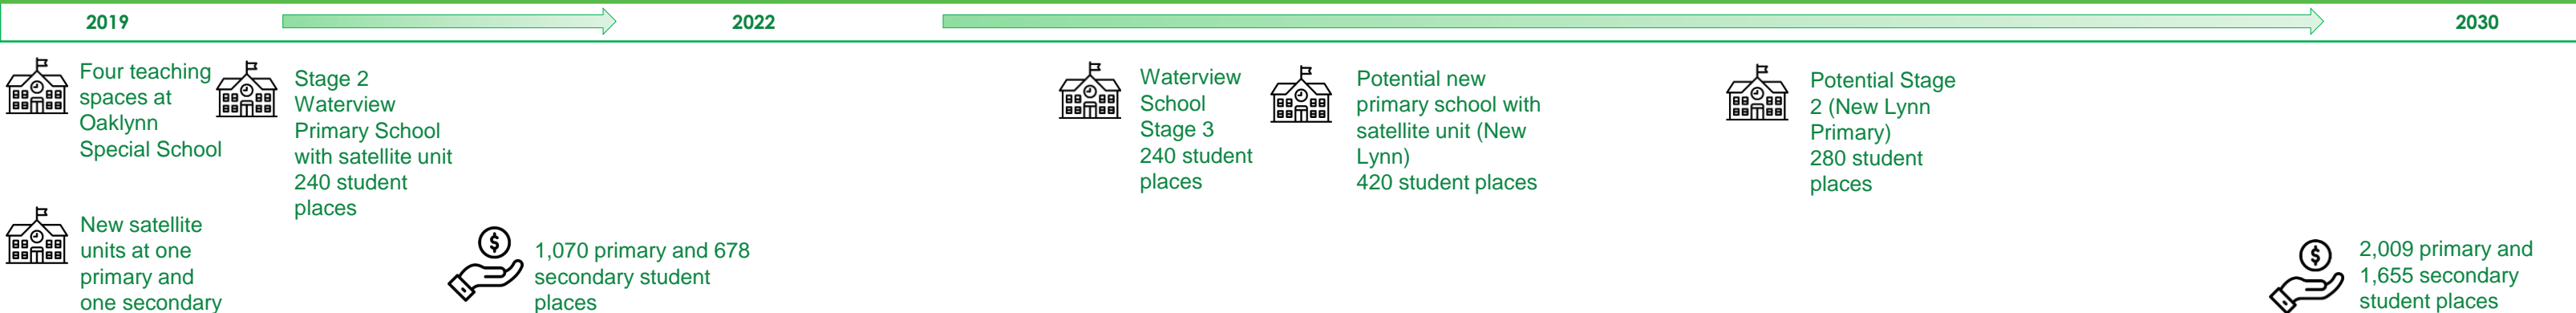 2019
2022
2030
Four teaching
spaces at
Oaklynn
Special School
New satellite
units at one
primary and
one secondary
Stage 2
Waterview
Primary School
with satellite unit
240 student
places
1,070 primary and 678
secondary student
places
Waterview
School
Stage 3
240 student
places
Potential new
primary school with
satellite unit (New
Lynn)
420 student places
Potential Stage
2 (New Lynn
Primary)
280 student
places
2,009 primary and
1,655 secondary
student places